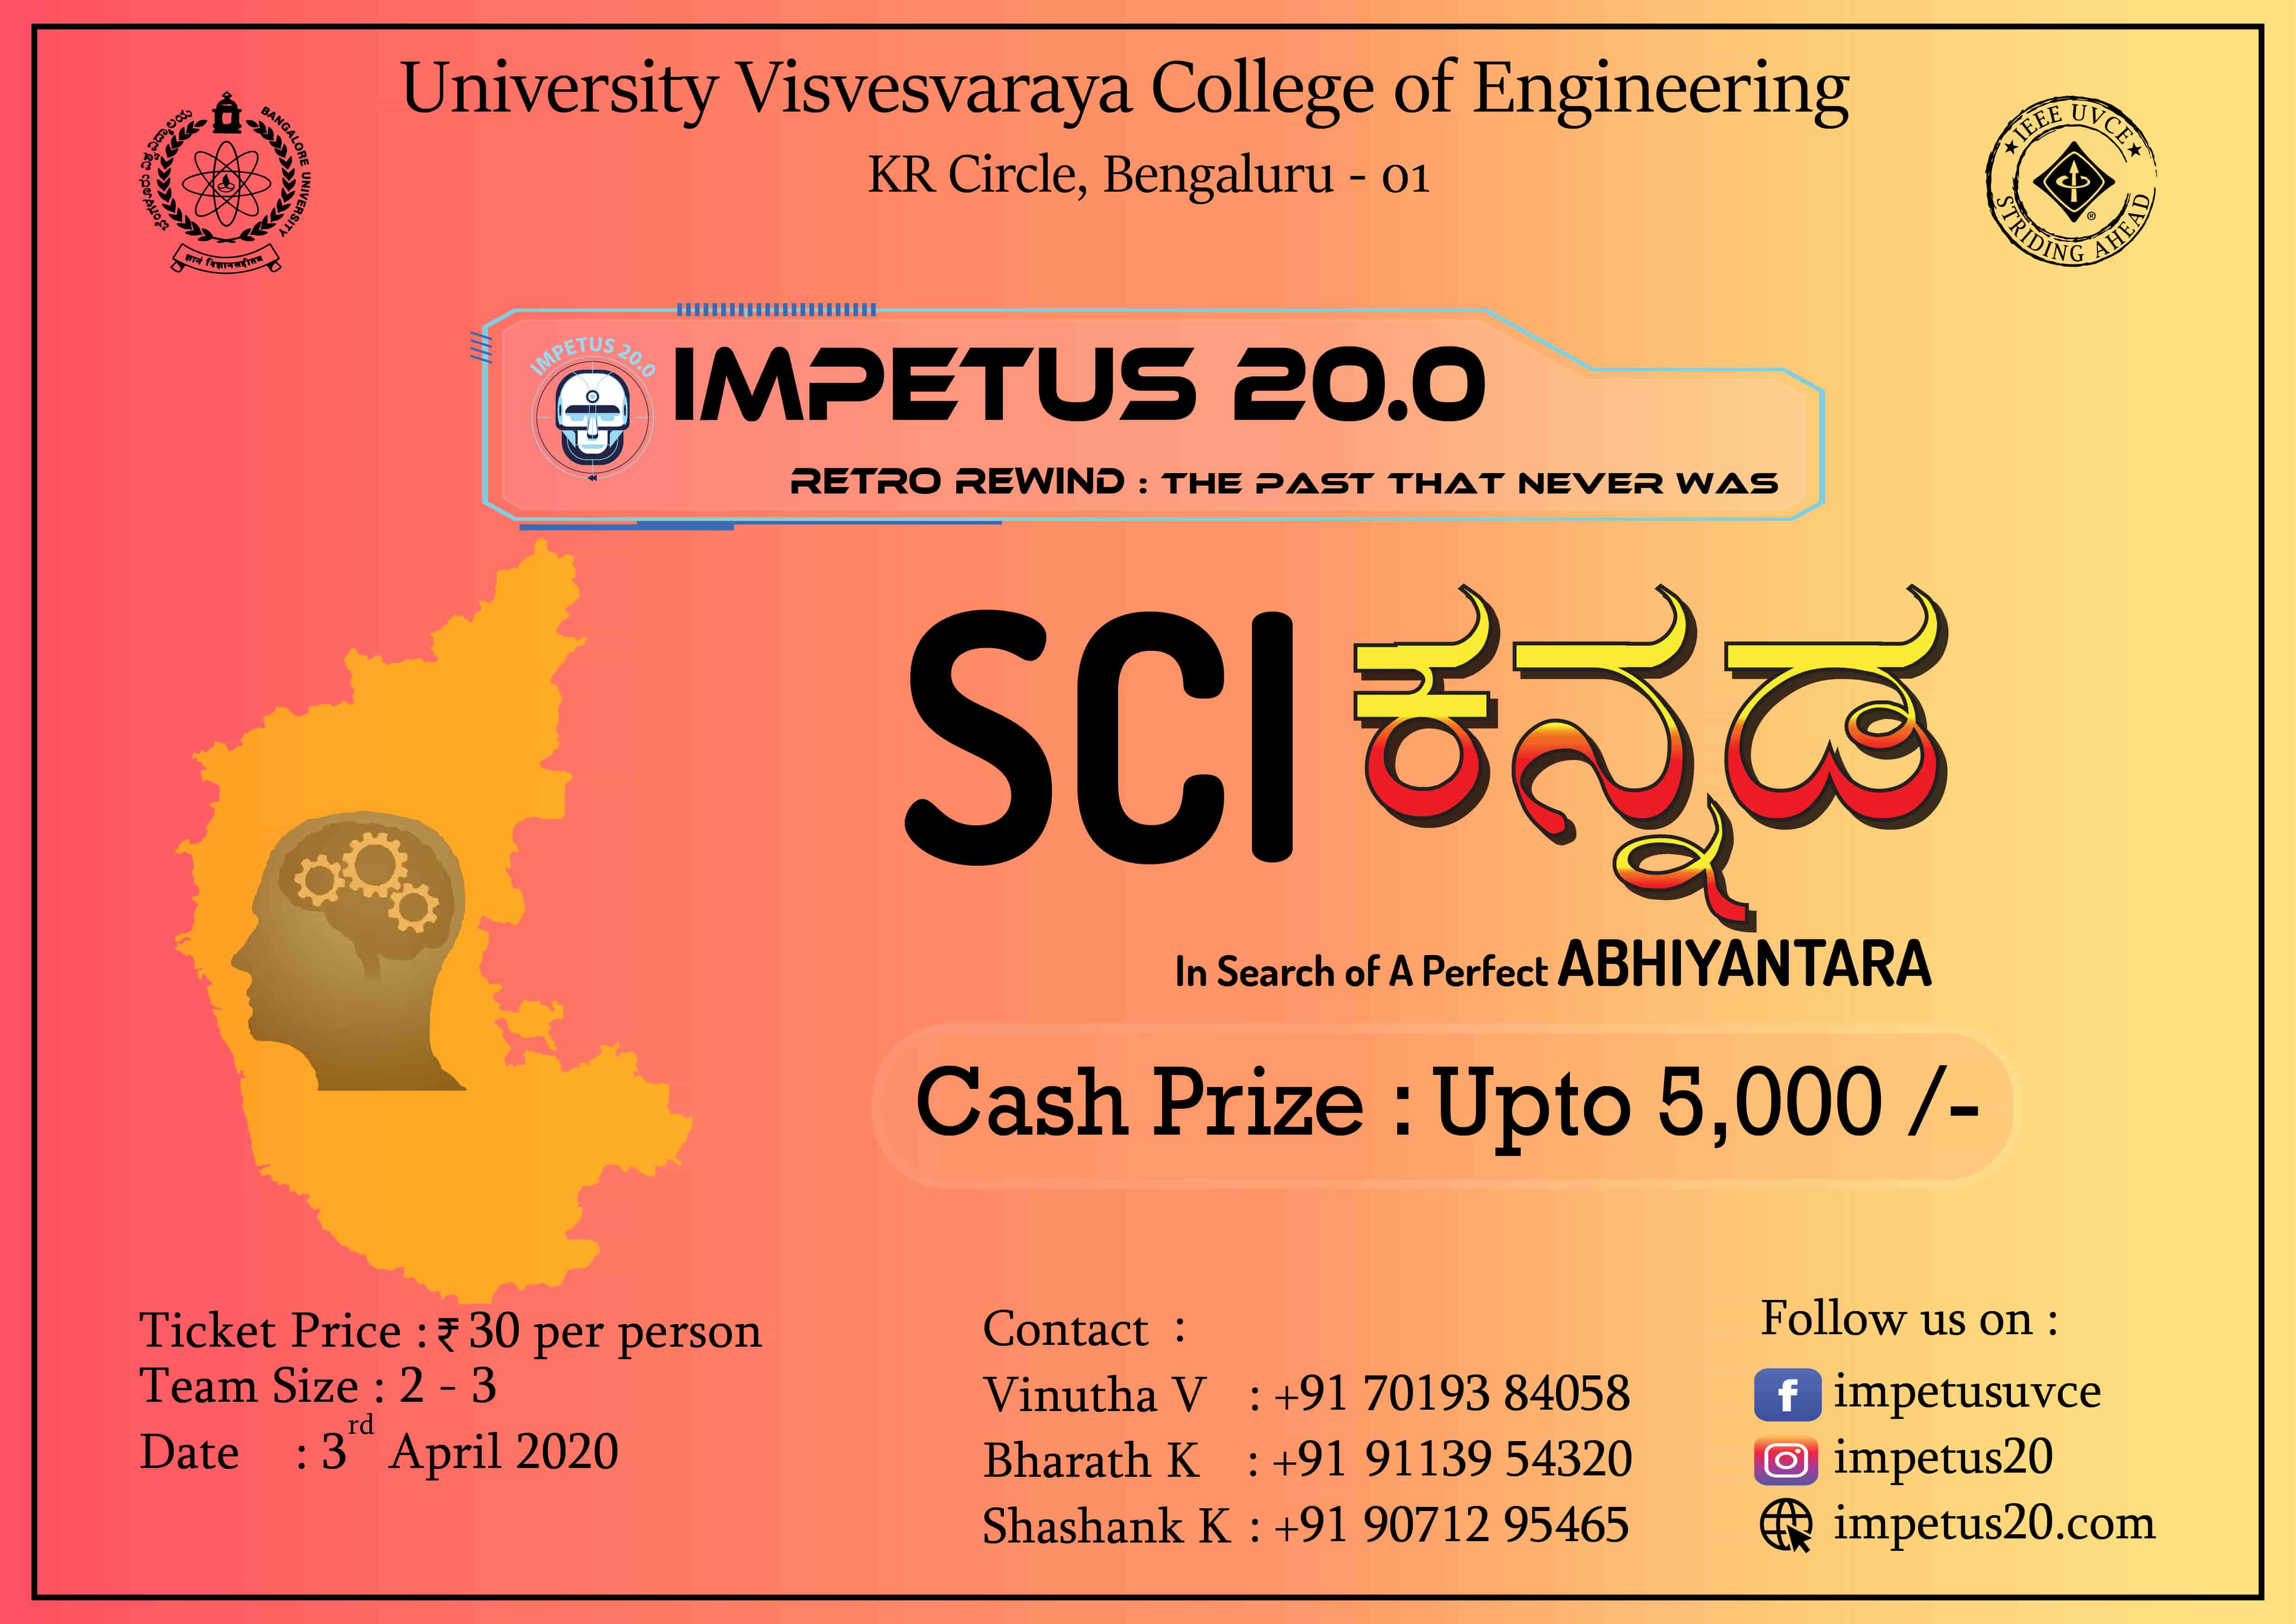 University Visvesvaraya College of Engineering
KR Circle, Bengaluru - 01
ಬೆಂಗಳೂರು ವಿಶ್ವವಿದ್ಯಾಲಯ
BANGALORE UNIVERSITY
IEEE UVCE
STRIDING AHEAD
®
IMPETUS 20.0
IMPETUS 20.0
RETRO REWIND : THE PAST THAT NEVER WAS
SCI ಕನ್ನಡ
In Search of A Perfect ABHIYANTARA
Cash Prize : Upto 5,000 /-
Ticket Price : ₹ 30 per person
Team Size : 2 - 3
Date : 3rd April 2020
Contact :
Vinutha V : +91 70193 84058
Bharath K : +91 91139 54320
Shashank K : +91 90712 95465
Follow us on :
impetusuvce
impetus20
impetus20.com